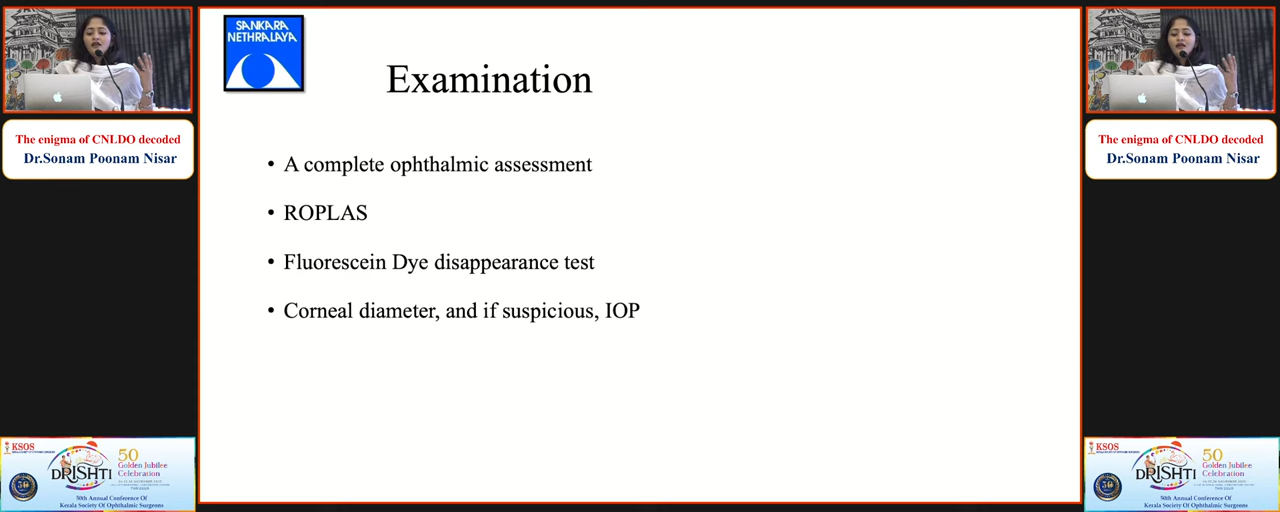 SANKARA
NETHRALAYA
Examination
• A complete ophthalmic assessment
• ROPLAS
• Fluorescein Dye disappearance test
• Corneal diameter, and if suspicious, IOP
The enigma of CNLDO decoded
Dr.Sonam Poonam Nisar
KSOS
DRISHTI
50
Golden Jubilee
Celebration
50th Annual Conference Of
Kerala Society Of Ophthalmic Surgeons
The enigma of CNLDO decoded
Dr.Sonam Poonam Nisar
KSOS
DRISHTI
50
Golden Jubilee
Celebration
50th Annual Conference Of
Kerala Society Of Ophthalmic Surgeons